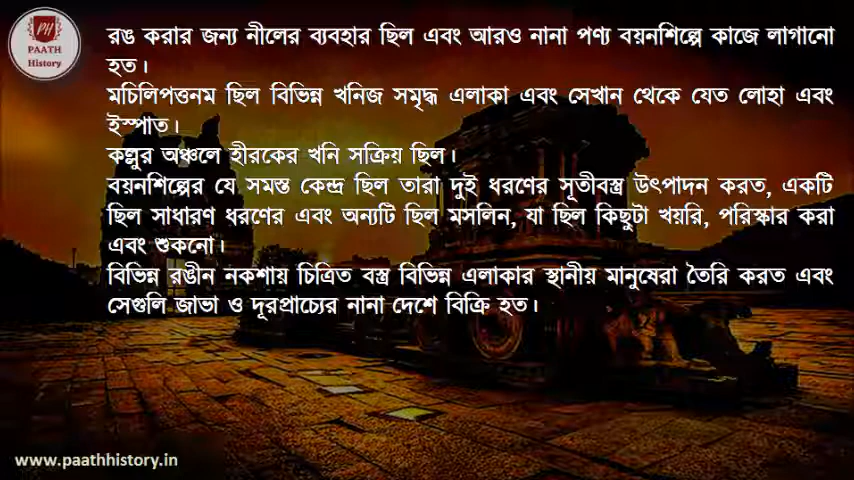 PH
PAATH
History
রঙ করার জন্য নীলের ব্যবহার ছিল এবং আরও নানা পণ্য বয়নশিল্পে কাজে লাগানো
হত।
মচিলিপত্তনম ছিল বিভিন্ন খনিজ সমৃদ্ধ এলাকা এবং সেখান থেকে যেত লোহা এবং
ইস্পাত।
কল্লুর অঞ্চলে হীরকের খনি সক্রিয় ছিল।
বয়নশিল্পের যে সমস্ত কেন্দ্র ছিল তারা দুই ধরণের সূতীবস্ত্র উৎপাদন করত, একটি
ছিল সাধারণ ধরণের এবং অন্যটি ছিল মসলিন, যা ছিল কিছুটা খয়রি, পরিস্কার করা
এবং শুকনো।
বিভিন্ন রঙীন নকশায় চিত্রিত বস্ত্র বিভিন্ন এলাকার স্থানীয় মানুষেরা তৈরি করত এবং
সেগুলি জাভা ও দূরপ্রাচ্যের নানা দেশে বিক্রি হত।
www.paathhistory.in